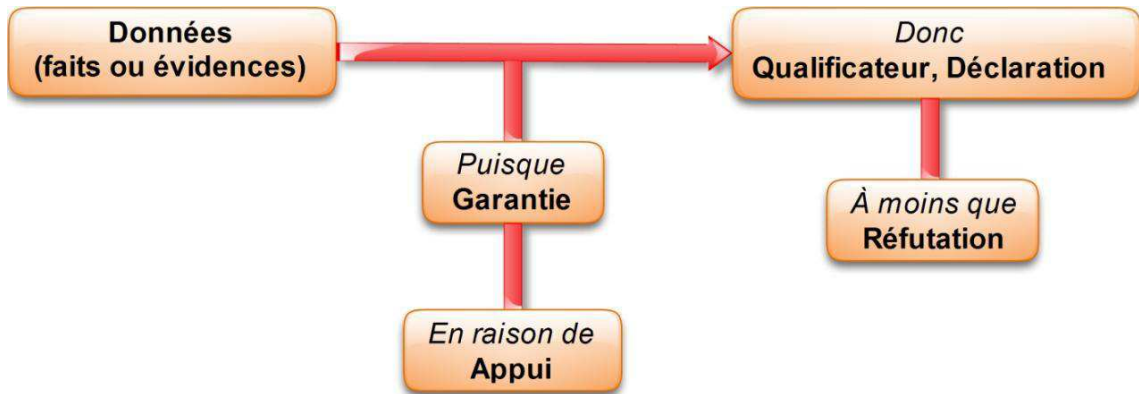 Données
(faits ou évidences)
Donc
Qualificateur, Déclaration
Puisque
Garantie
À moins que
Réfutation
En raison de
Appui